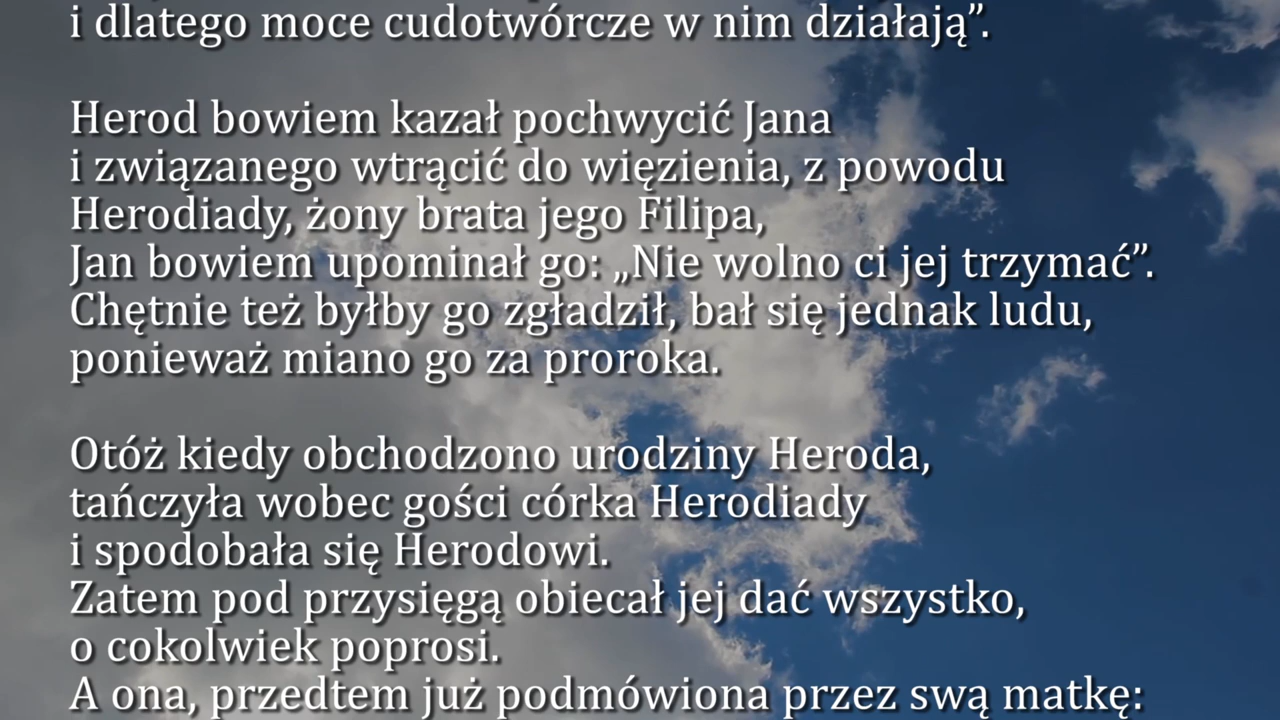 i dlatego moce cudotwórcze w nim działają”.
Herod bowiem kazał pochwycić Jana
i związanego wtrącić do więzienia, z powodu
Herodiady, żony brata jego Filipa,
Jan bowiem upominał go: „Nie wolno ci jej trzymać”.
Chętnie też byłby go zgładził, bał się jednak ludu,
ponieważ miano go za proroka.
Otóż kiedy obchodzono urodziny Heroda,
tańczyła wobec gości córka Herodiady
i spodobała się Herodowi.
Zatem pod przysięgą obiecał jej dać wszystko,
o cokolwiek poprosi.
A ona, przedtem już podmówiona przez swą matkę: